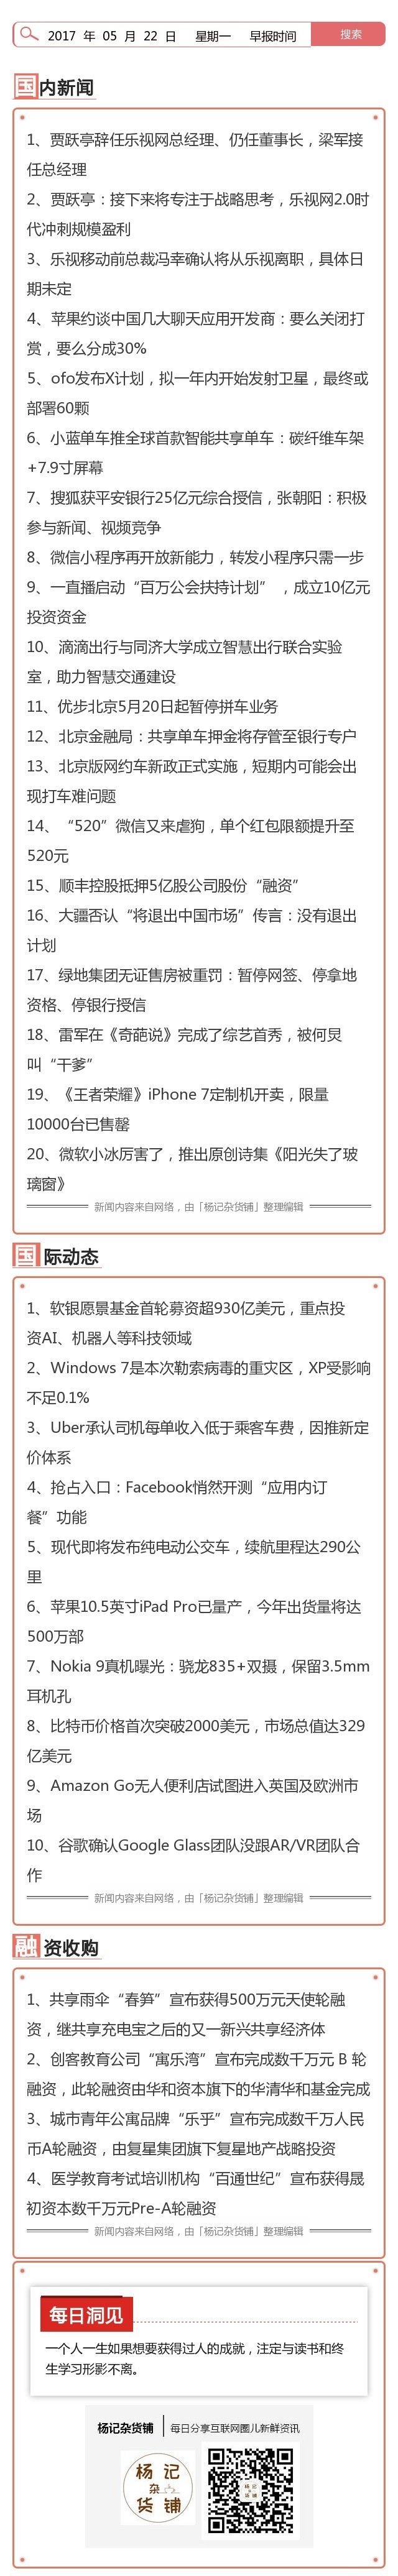 2017 年 05 月 22 日 星期一 早报时间 搜索
国内新闻
1、贾跃亭辞任乐视网总经理、仍任董事长，梁军接
任总经理
2、贾跃亭：接下来将专注于战略思考，乐视网2.0时
代冲刺规模盈利
3、乐视移动前总裁冯幸确认将从乐视离职，具体日
期未定
4、苹果约谈中国几大聊天应用开发商：要么关闭打
赏，要么分成30%
5、ofo发布X计划，拟一年内开始发射卫星，最终或
部署60颗
6、小蓝单车推全球首款智能共享单车：碳纤维车架
+7.9寸屏幕
7、搜狐获平安银行25亿元综合授信，张朝阳：积极
参与新闻、视频竞争
8、微信小程序再开放新能力，转发小程序只需一步
9、一直播启动“百万公会扶持计划”，成立10亿元
投资资金
10、滴滴出行与同济大学成立智慧出行联合实验
室，助力智慧交通建设
11、优步北京5月20日起暂停拼车业务
12、北京金融局：共享单车押金将存管至银行专户
13、北京版网约车新政正式实施，短期内可能会出
现打车难问题
14、“520”微信又来虐狗，单个红包限额提升至
520元
15、顺丰控股抵押5亿股公司股份“融资”
16、大疆否认“将退出中国市场”传言：没有退出
计划
17、绿地集团无证售房被重罚：暂停网签、停拿地
资格、停银行授信
18、雷军在《奇葩说》完成了综艺首秀，被何炅
叫“干爹”
19、《王者荣耀》iPhone 7定制机开卖，限量
10000台已售罄
20、微软小冰厉害了，推出原创诗集《阳光失了玻
璃窗》
新闻内容来自网络，由「杨记杂货铺」整理编辑
国际动态
1、软银愿景基金首轮募资超930亿美元，重点投
资AI、机器人等科技领域
2、Windows 7是本次勒索病毒的重灾区，XP受影响
不足0.1%
3、Uber承认司机每单收入低于乘客车费，因推新定
价体系
4、抢占入口：Facebook悄然开测“应用内订
餐”功能
5、现代即将发布纯电动公交车，续航里程达290公
里
6、苹果10.5英寸iPad Pro已量产，今年出货量将达
500万部
7、Nokia 9真机曝光：骁龙835+双摄，保留3.5mm
耳机孔
8、比特币价格首次突破2000美元，市场总值达329
亿美元
9、Amazon Go无人便利店试图进入英国及欧洲市
场
10、谷歌确认Google Glass团队没跟AR/VR团队合
作
新闻内容来自网络，由「杨记杂货铺」整理编辑
融资收购
1、共享雨伞“春笋”宣布获得500万元天使轮融
资，继共享充电宝之后的又一新兴共享经济体
2、创客教育公司“寓乐湾”宣布完成数千万元 B 轮
融资，此轮融资由华和资本旗下的华清华和基金完成
3、城市青年公寓品牌“乐乎”宣布完成数千万人民
币A轮融资，由复星集团旗下复星地产战略投资
4、医学教育考试培训机构“百通世纪”宣布获得晟
初资本数千万元Pre-A轮融资
新闻内容来自网络，由「杨记杂货铺」整理编辑
每日洞见
一个人一生如果想要获得过人的成就，注定与读书和终
生学习形影不离。
杨记杂货铺 每日分享互联网圈儿新鲜资讯
杨记
杂
货铺